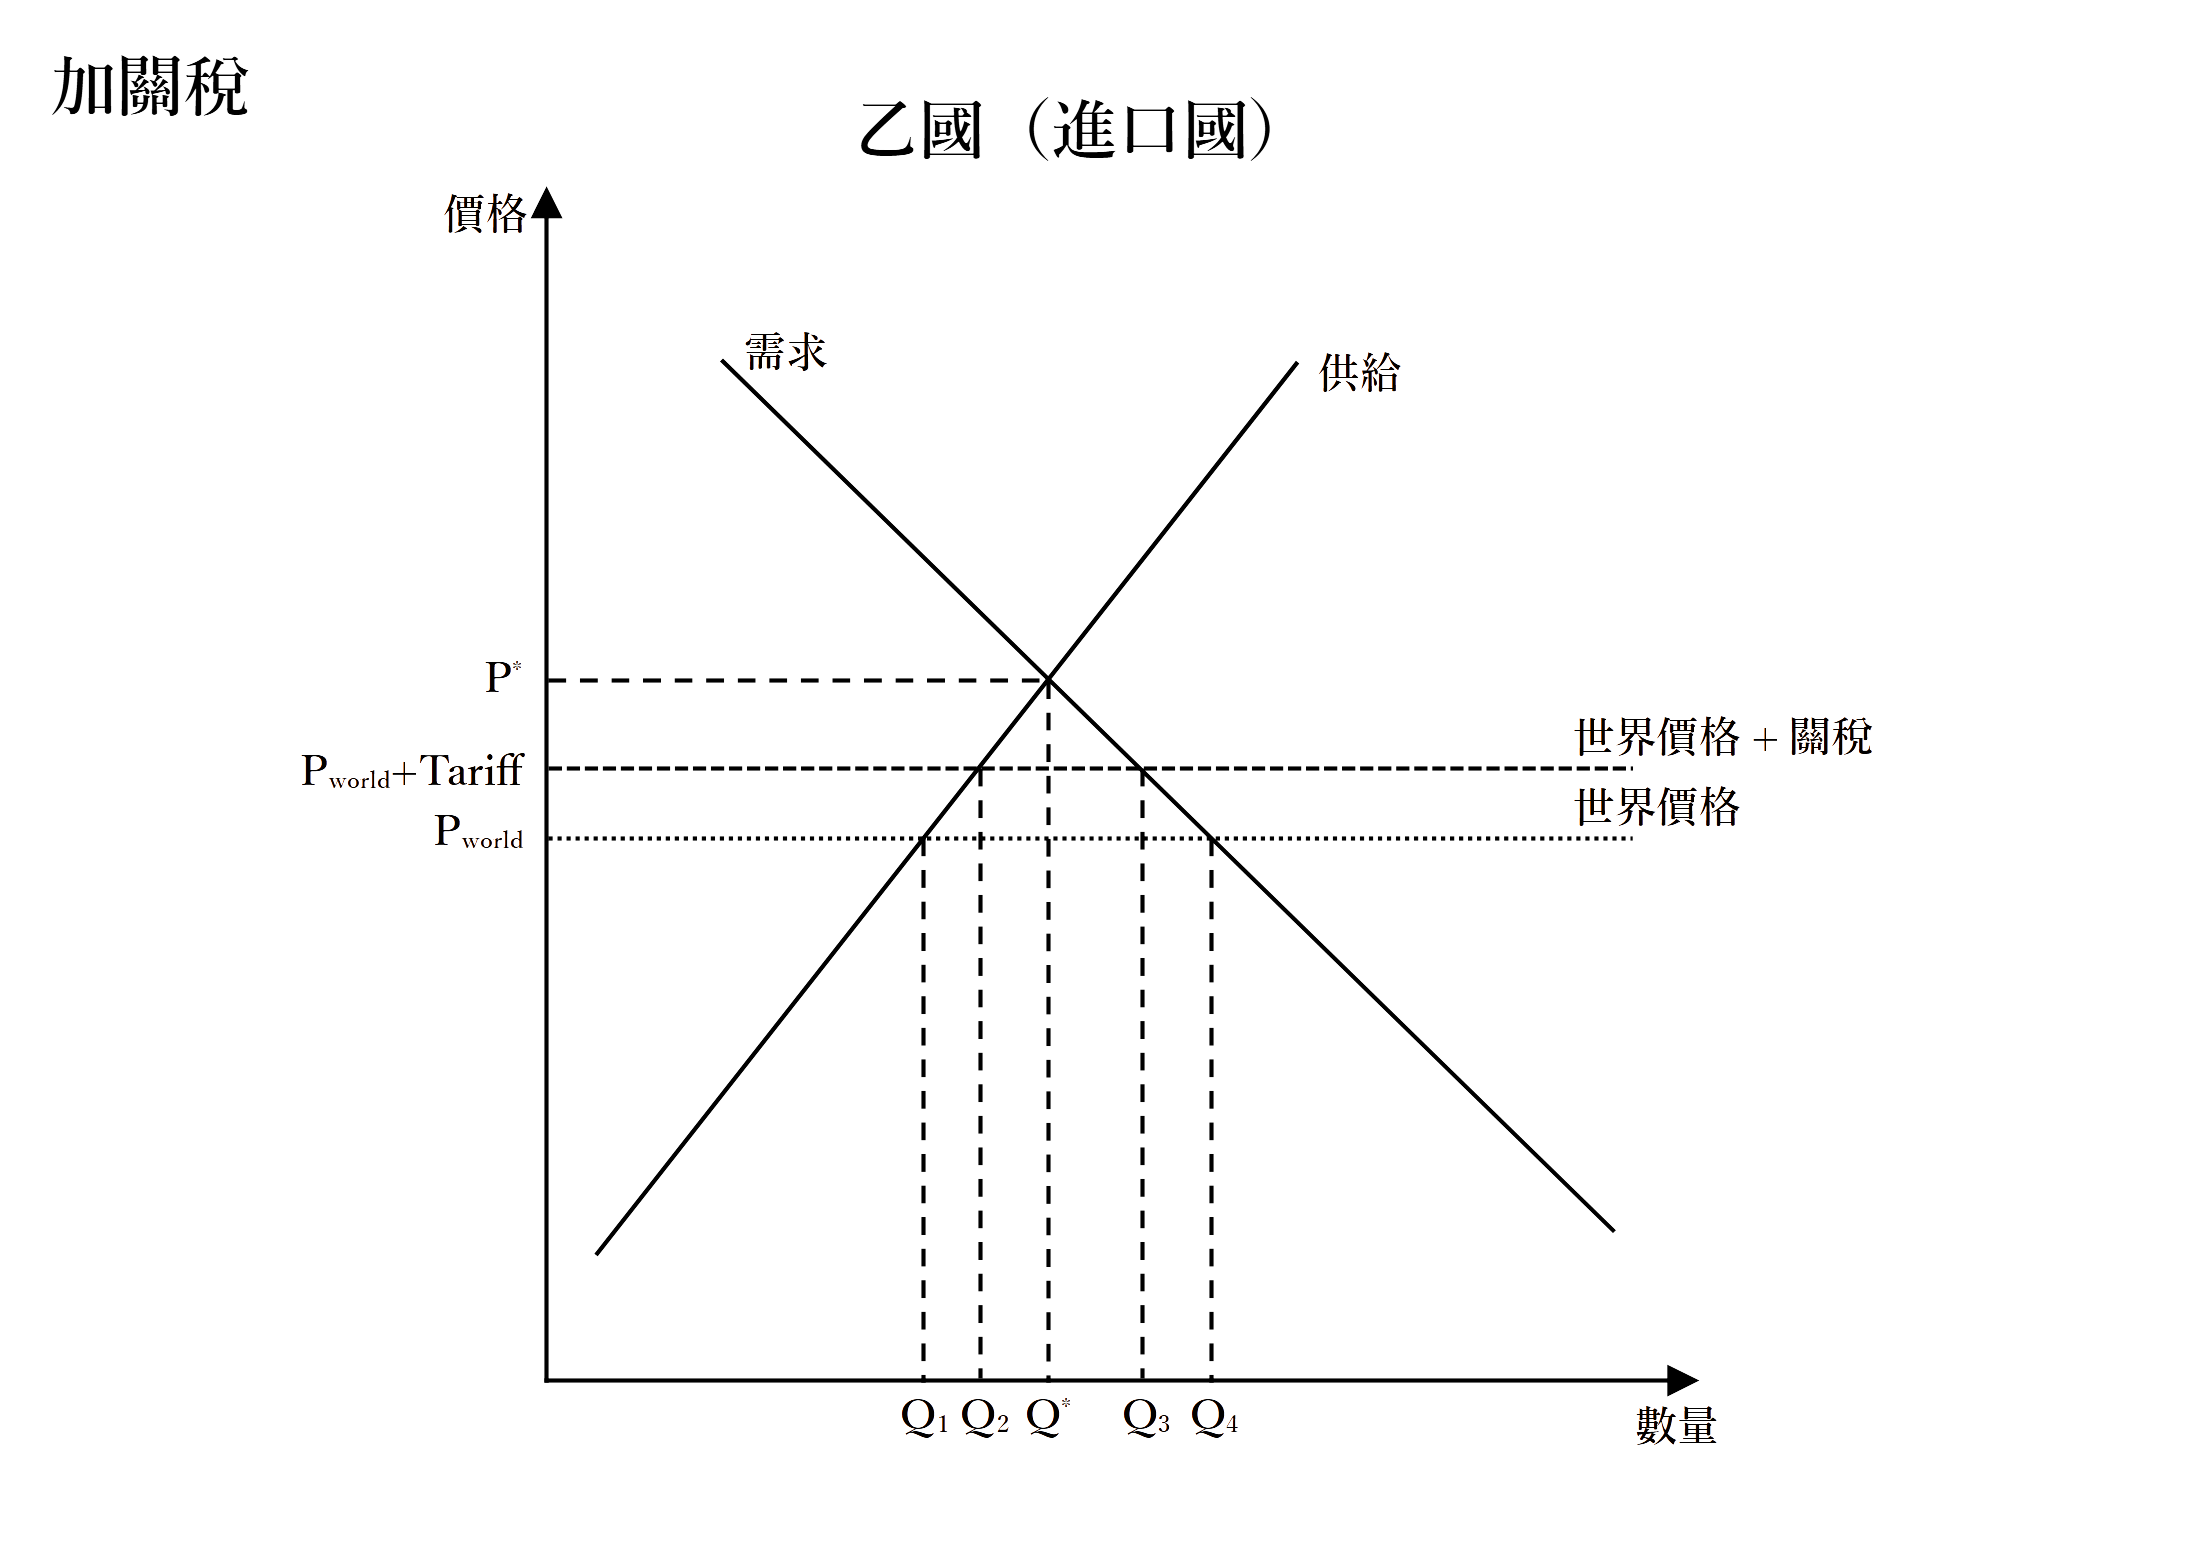 加關稅
乙國（進口國）
價格
需求
供給
P*
世界價格 + 關稅
Pworld+Tariff
世界價格
Pworld
Q1 Q2 Q* Q3 Q4
數量